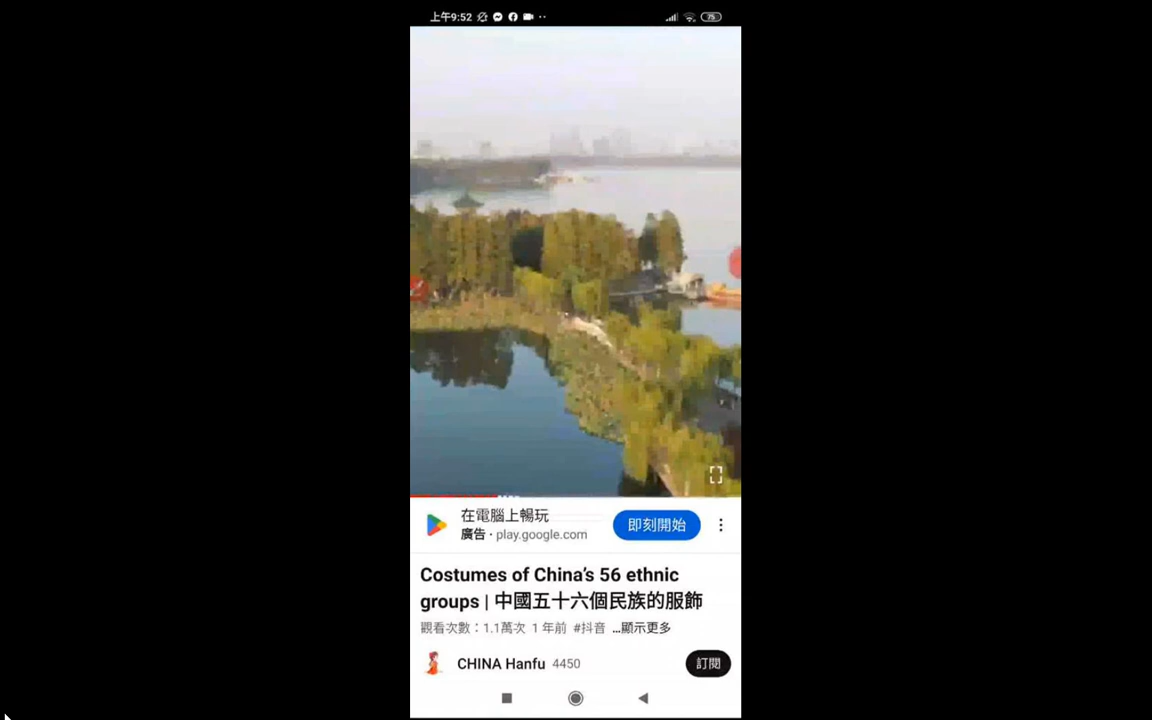 上午9:52
75
在電腦上暢玩
廣告 · play.google.com
即刻開始
Costumes of China's 56 ethnic
groups | 中國五十六個民族的服飾
觀看次數：1.1萬次 1 年前 #抖音 ...顯示更多
CHINA Hanfu 4450
訂閱